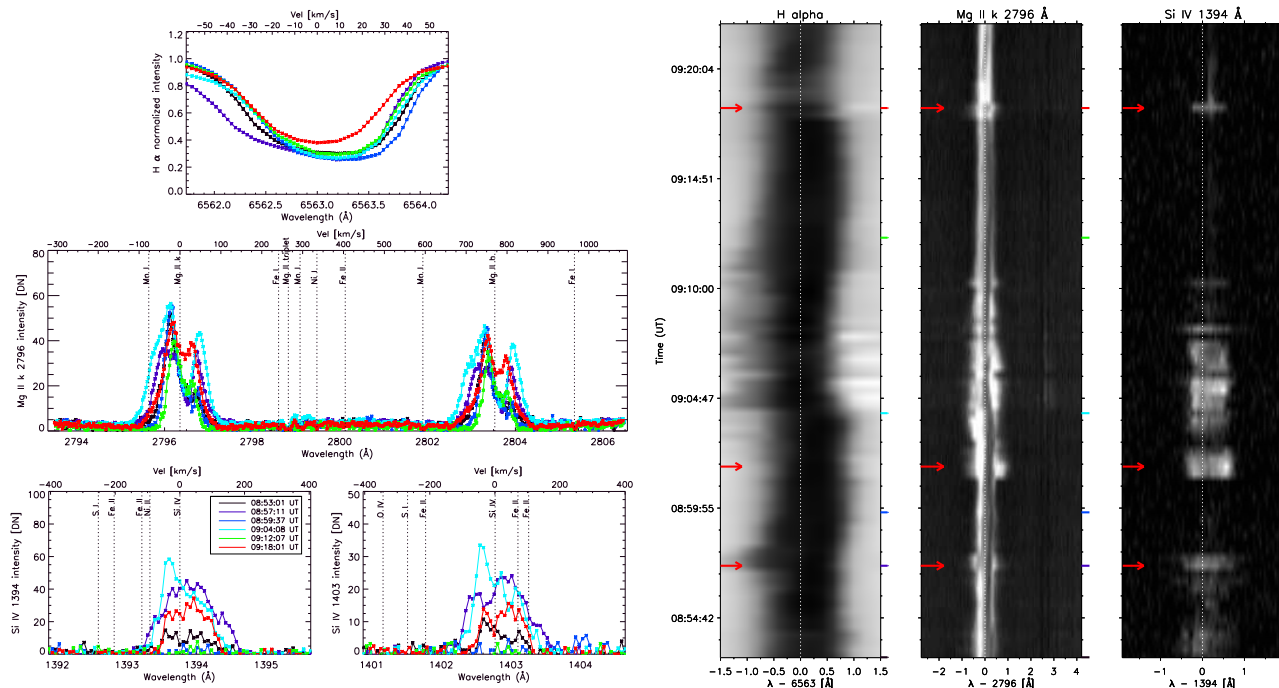 Vel [km/s]
-50 -40 -30 -20 -10 0 10 20 30 40 50
1.2
1.0
0.8
0.6
0.4
0.2
0.0
H α normalized intensity
6562.0 6562.5 6563.0 6563.5 6564.0
Wavelength (Å)
Vel [km/s]
-300 -200 -100 0 100 200 300 400 500 600 700 800 900 1000
80
60
40
20
0
Mg II k 2796 intensity [DN]
Mn I
Mg II k
Fe I
Mg II triplet
Mn I
Ni I
Fe II
Mn I
Mg II h
Fe I
2794 2796 2798 2800 2802 2804 2806
Wavelength (Å)
Vel [km/s]
-400 -200 0 200 400
100
80
60
40
20
0
Si IV 1394 intensity [DN]
S I
Fe II
Fe II
Ni II
Si IV
08:53:01 UT
08:57:11 UT
08:59:37 UT
09:04:08 UT
09:12:07 UT
09:18:01 UT
1392 1393 1394 1395
Wavelength (Å)
Vel [km/s]
-400 -200 0 200 400
50
40
30
20
10
0
Si IV 1403 intensity [DN]
O IV
S I
Fe II
Si IV
Fe II
Fe II
1401 1402 1403 1404
Wavelength (Å)
H alpha
Time (UT)
09:20:04
09:14:51
09:10:00
09:04:47
08:59:55
08:54:42
-1.5 -1.0 -0.5 0.0 0.5 1.0 1.5
λ - 6563 [Å]
Mg II k 2796 Å
-2 0 2 4
λ - 2796 [Å]
Si IV 1394 Å
-1 0 1
λ - 1394 [Å]